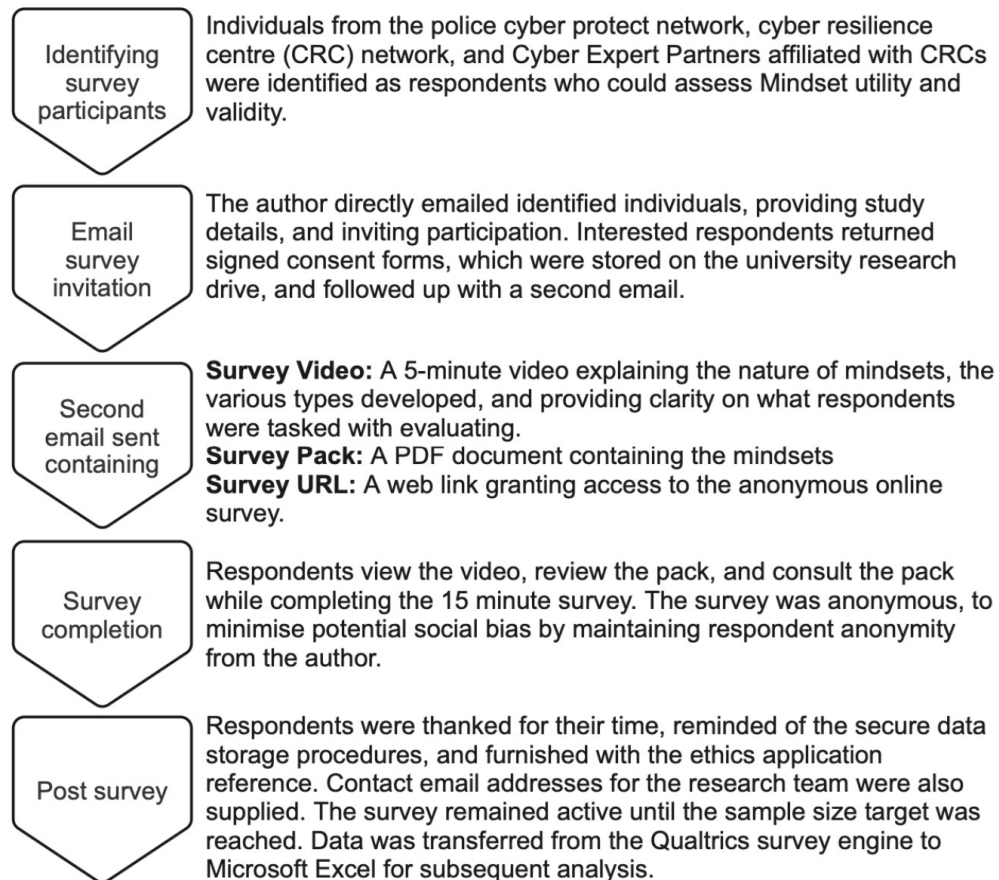 Identifying
survey
participants
Individuals from the police cyber protect network, cyber resilience
centre (CRC) network, and Cyber Expert Partners affiliated with CRCs
were identified as respondents who could assess Mindset utility and
validity.
Email
survey
invitation
The author directly emailed identified individuals, providing study
details, and inviting participation. Interested respondents returned
signed consent forms, which were stored on the university research
drive, and followed up with a second email.
Second
email sent
containing
Survey Video: A 5-minute video explaining the nature of mindsets, the
various types developed, and providing clarity on what respondents
were tasked with evaluating.
Survey Pack: A PDF document containing the mindsets
Survey URL: A web link granting access to the anonymous online
survey.
Survey
completion
Respondents view the video, review the pack, and consult the pack
while completing the 15 minute survey. The survey was anonymous, to
minimise potential social bias by maintaining respondent anonymity
from the author.
Post survey
Respondents were thanked for their time, reminded of the secure data
storage procedures, and furnished with the ethics application
reference. Contact email addresses for the research team were also
supplied. The survey remained active until the sample size target was
reached. Data was transferred from the Qualtrics survey engine to
Microsoft Excel for subsequent analysis.